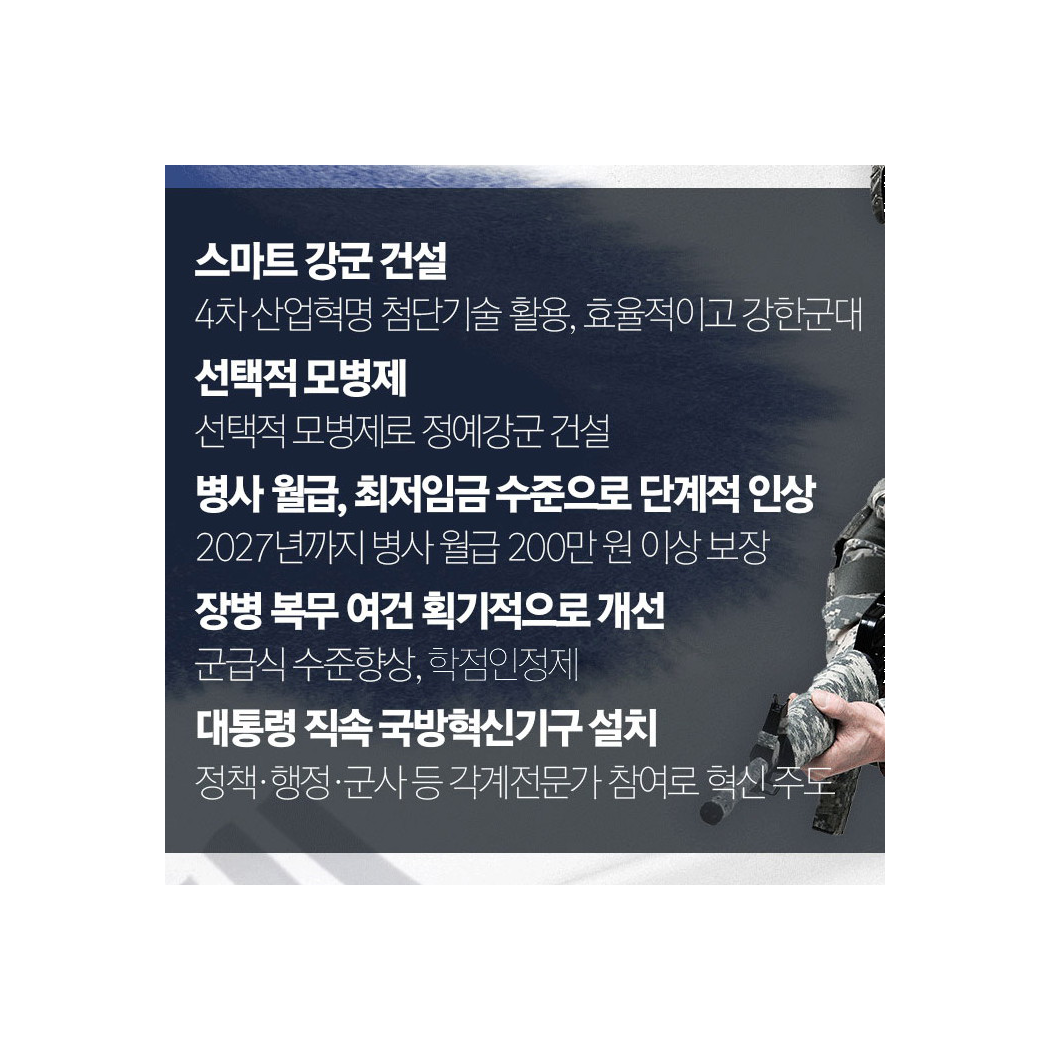 스마트 강군 건설
4차 산업혁명 첨단기술 활용, 효율적이고 강한군대
선택적 모병제
선택적 모병제로 정예강군 건설
병사 월급, 최저임금 수준으로 단계적 인상
2027년까지 병사 월급 200만 원 이상 보장
장병 복무 여건 획기적으로 개선
군급식 수준향상, 학점인정제
대통령 직속 국방혁신기구 설치
정책·행정·군사 등 각계전문가 참여로 혁신 주도